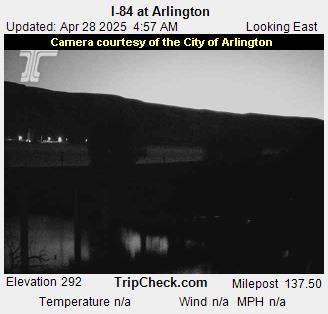 I-84 at Arlington
Updated: Apr 28 2025 4:57 AM Looking East
Camera courtesy of the City of Arlington
Elevation 292 TripCheck.com Milepost 137.50
Temperature n/a Wind n/a MPH n/a